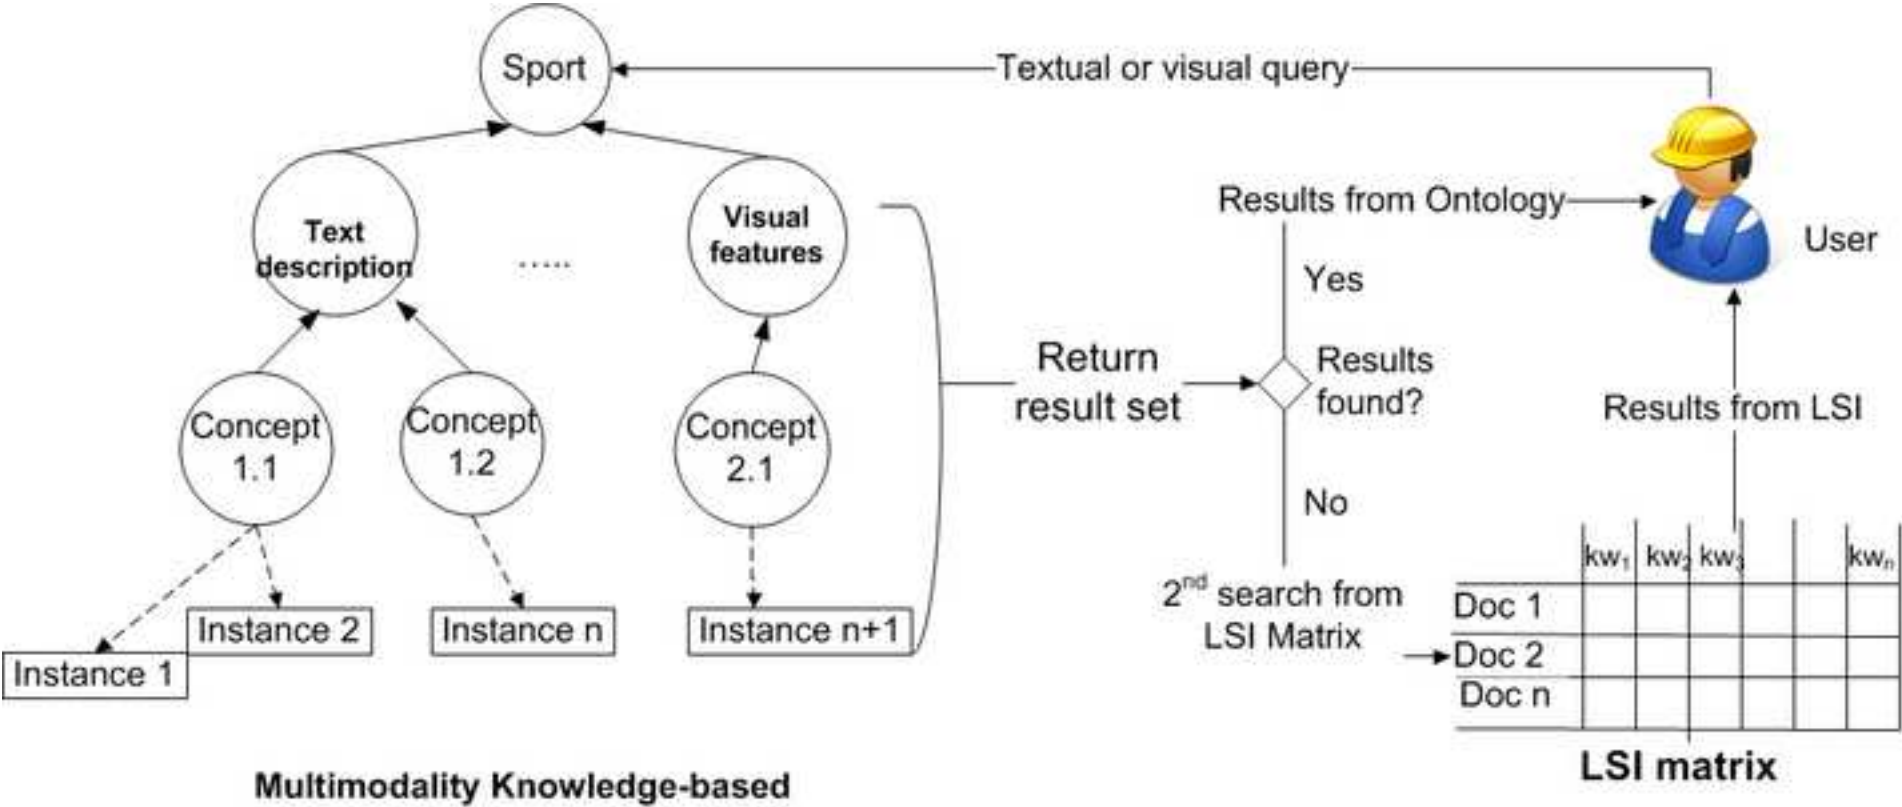 Sport
Textual or visual query
Text
description
.....
Visual
features
Results from Ontology
User
Yes
Return
result set
Results
found?
Concept
1.1
Concept
1.2
Concept
2.1
Results from LSI
No
2nd search from
LSI Matrix
Instance 1
Instance 2
Instance n
Instance n+1
kw1 kw2 kw3 kwn
Doc 1
Doc 2
Doc n
LSI matrix
Multimodality Knowledge-based